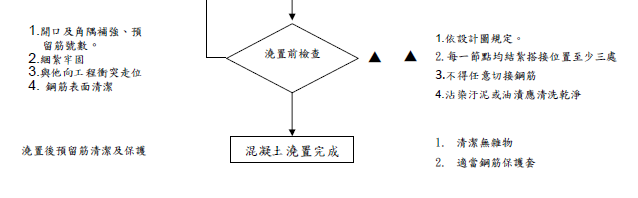 1.開口及角隅補強、預
留筋號數。
2.綑紮牢固
3.與他向工程衝突走位
4. 鋼筋表面清潔
澆置前檢查
▲ ▲
1.依設計圖規定。
2.每一節點均結紮搭接位置至少三處
3.不得任意切接鋼筋
4.沾染汙泥或油漬應清洗乾淨
澆置後預留筋清潔及保護
混凝土澆置完成
1. 清潔無雜物
2. 適當鋼筋保護套